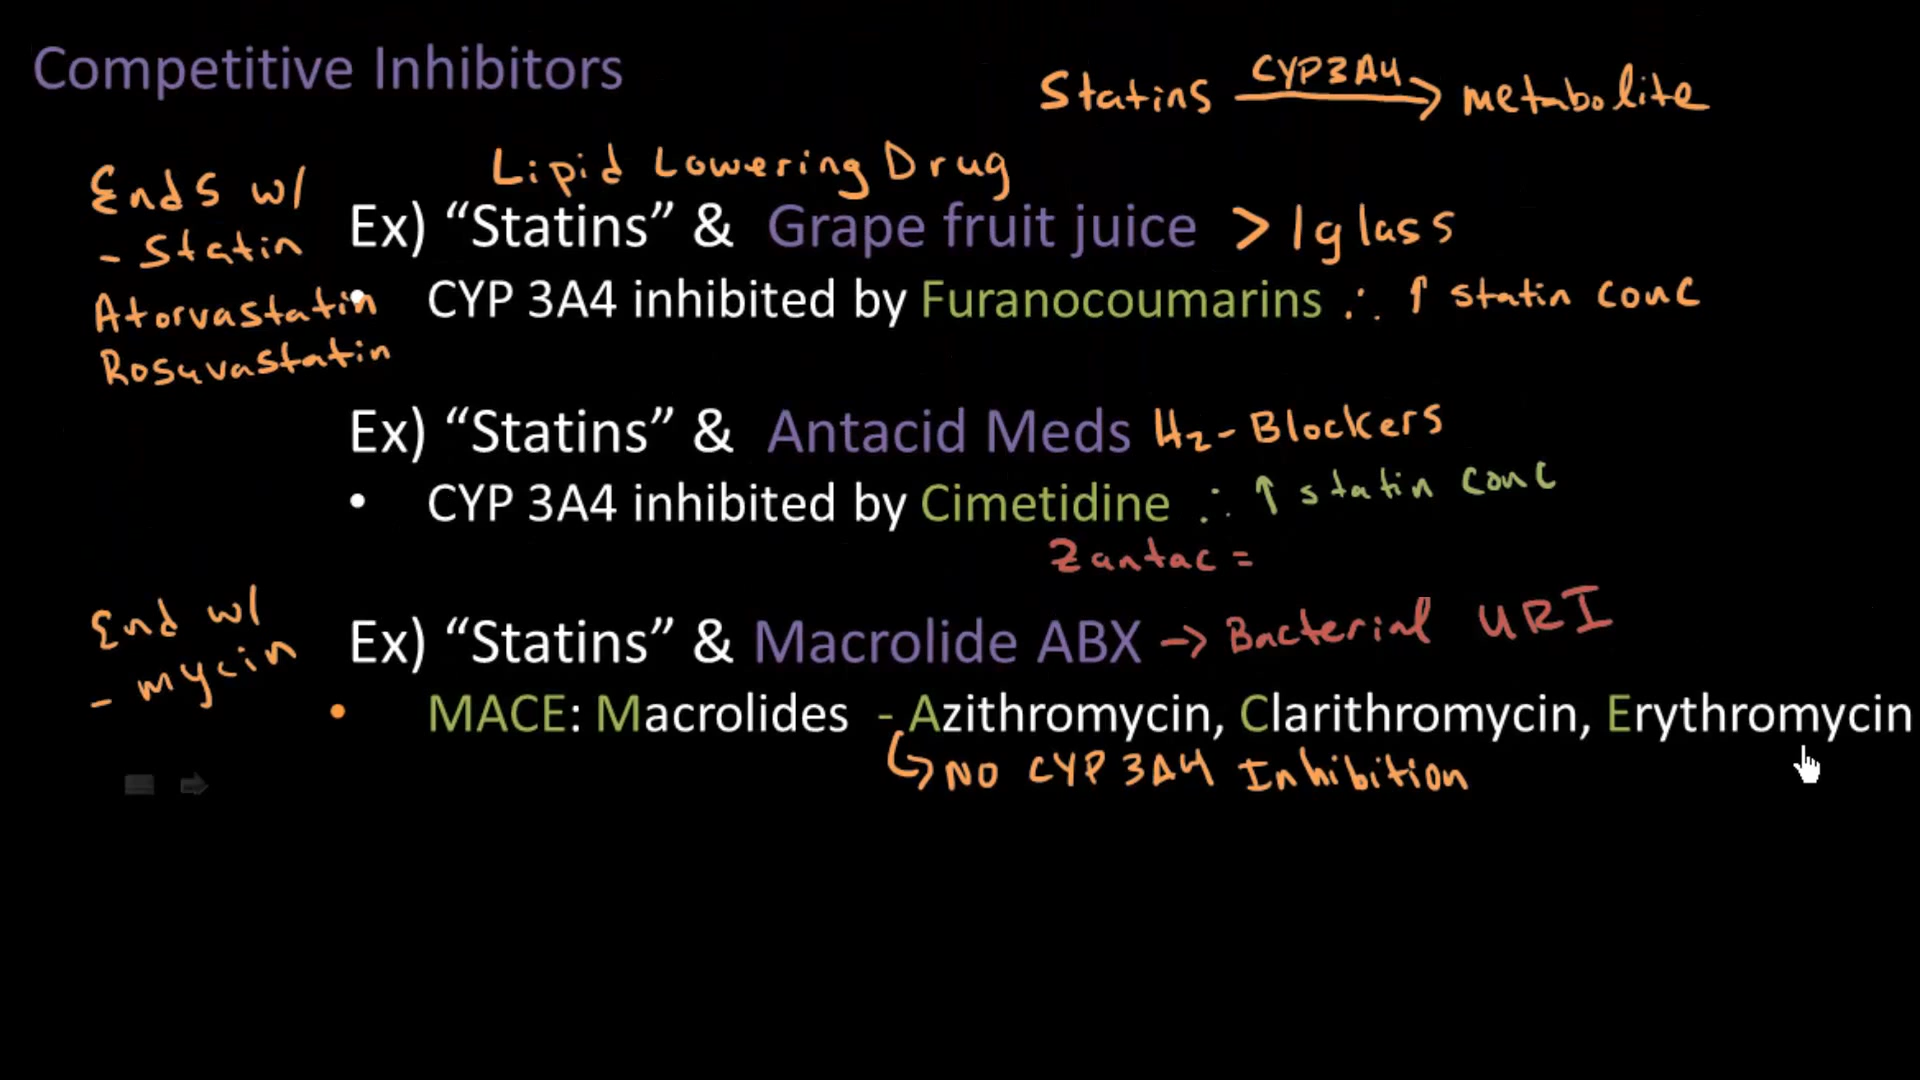 Competitive Inhibitors
Statins CYP3A4 → metabolite
Lipid Lowering Drug
Ends w/
- Statin
Atorvastatin
Rosuvastatin
Ex) “Statins” & Grape fruit juice > 1 glass
• CYP 3A4 inhibited by Furanocoumarins ∴ ↑ statin conc
Ex) “Statins” & Antacid Meds H2-Blockers
• CYP 3A4 inhibited by Cimetidine ∴ ↑ statin conc
Zantac =
End w/
- mycin
Ex) “Statins” & Macrolide ABX → Bacterial URI
• MACE: Macrolides - Azithromycin, Clarithromycin, Erythromycin
↳ NO CYP 3A4 Inhibition